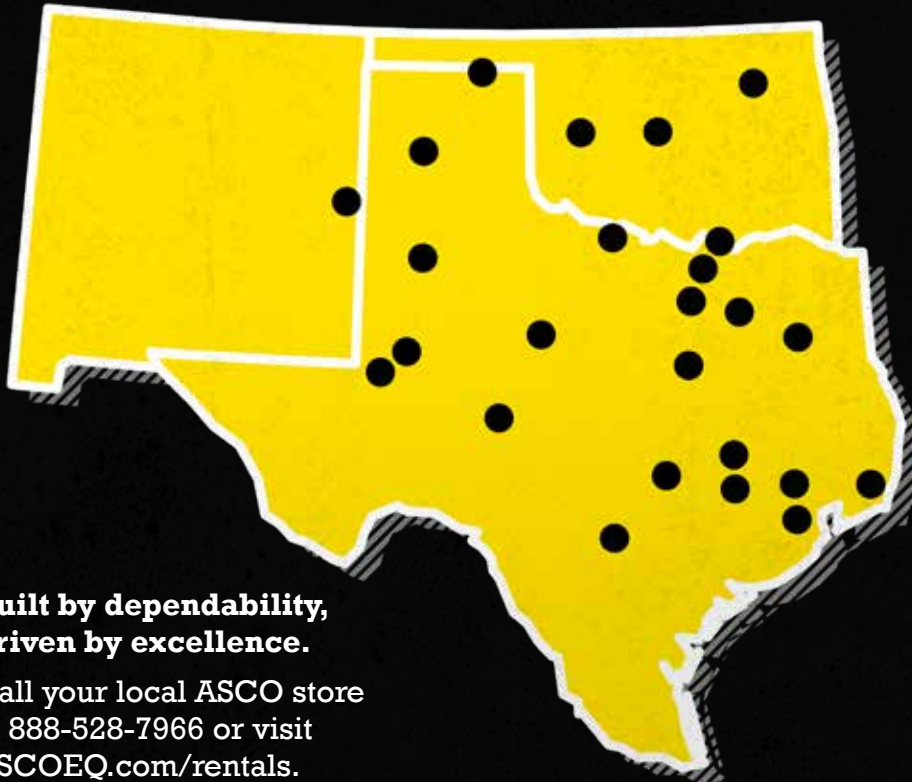 uilt by dependability,
riven by excellence.
all your local ASCO store
888-528-7966 or visit
SCOEQ.com/rentals.